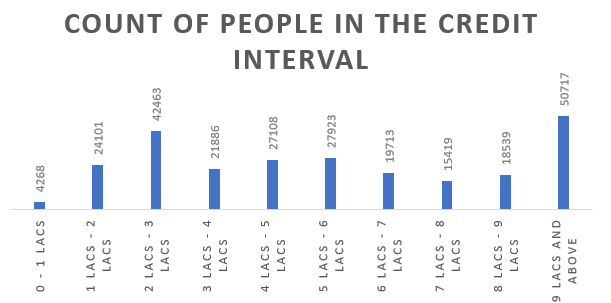 COUNT OF PEOPLE IN THE CREDIT
INTERVAL
4268
24101
42463
21886
27108
27923
19713
15419
18539
50717
0 - 1 LACS
1 LACS - 2
LACS
2 LACS - 3
LACS
3 LACS - 4
LACS
4 LACS - 5
LACS
5 LACS - 6
LACS
6 LACS - 7
LACS
7 LACS - 8
LACS
8 LACS - 9
LACS
9 LACS AND
ABOVE